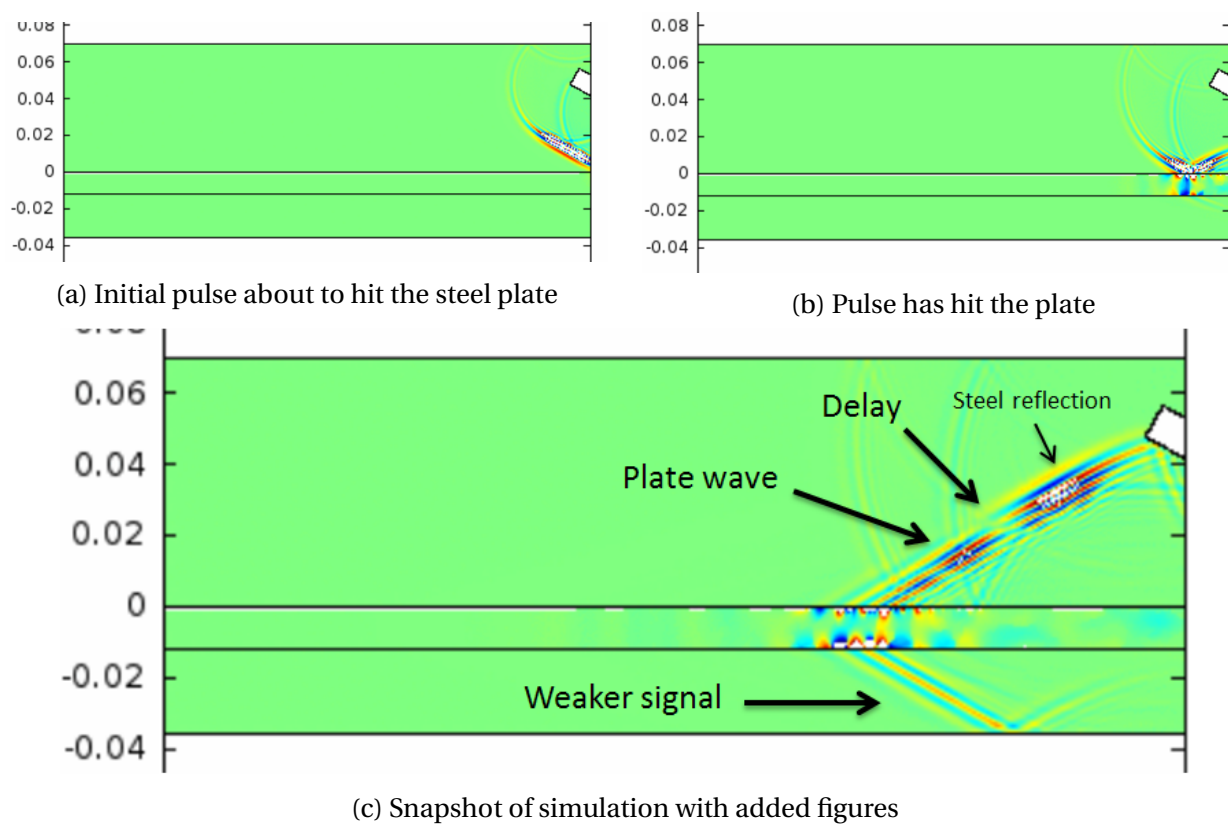 0.08
0.06
0.04
0.02
0
-0.02
-0.04
(a) Initial pulse about to hit the steel plate
0.08
0.06
0.04
0.02
0
-0.02
-0.04
(b) Pulse has hit the plate
0.06
0.04
0.02
0
-0.02
-0.04
Delay
Steel reflection
Plate wave
Weaker signal
(c) Snapshot of simulation with added figures